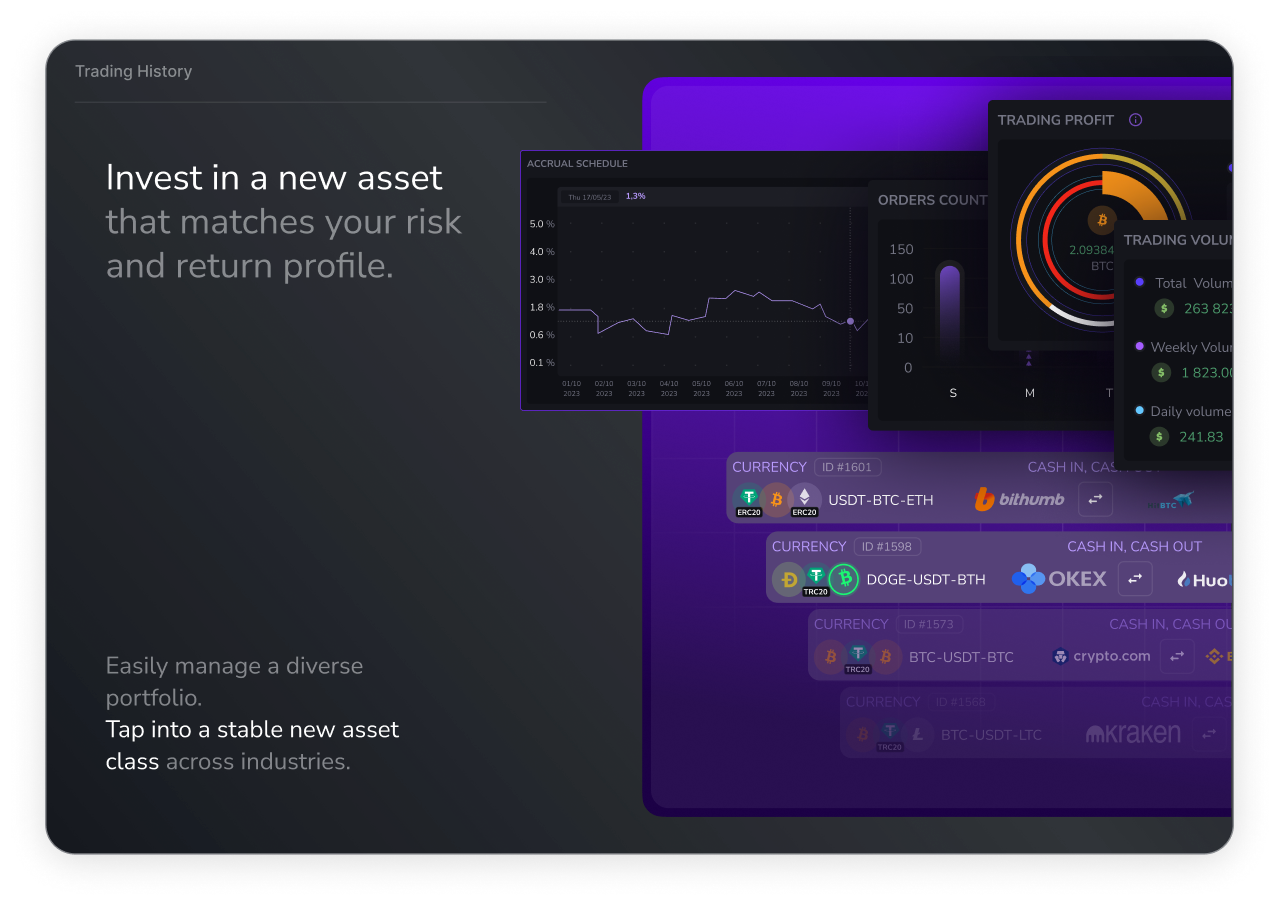 Trading History
Invest in a new asset
that matches your risk
and return profile.
Easily manage a diverse
portfolio.
Tap into a stable new asset
class across industries.
ACCRUAL SCHEDULE
Thu 17/05/23 1,3%
5.0 %
4.0 %
3.0 %
1.8 %
0.6 %
0.1 %
01/10 02/10 03/10 04/10 05/10 06/10 07/10 08/10 09/10
2023 2023 2023 2023 2023 2023 2023 2023 2023
ORDERS COUNT
150
100
50
10
0
S M T
TRADING PROFIT
2.09384
BTC
TRADING VOLUM
Total Volum
$ 263 823
Weekly Volu
$ 1 823.00
Daily volume
$ 241.83
CURRENCY ID #1601 CASH IN,
ERC20 ERC20 USDT-BTC-ETH bithumb BTC
CURRENCY ID #1598 CASH IN, CASH OUT
TRC20 DOGE-USDT-BTH OKEX Huo
CURRENCY ID #1573 CASH IN, CASH OU
TRC20 BTC-USDT-BTC crypto.com
CURRENCY ID #1568 CASH IN, CAS
TRC20 BTC-USDT-LTC kraken